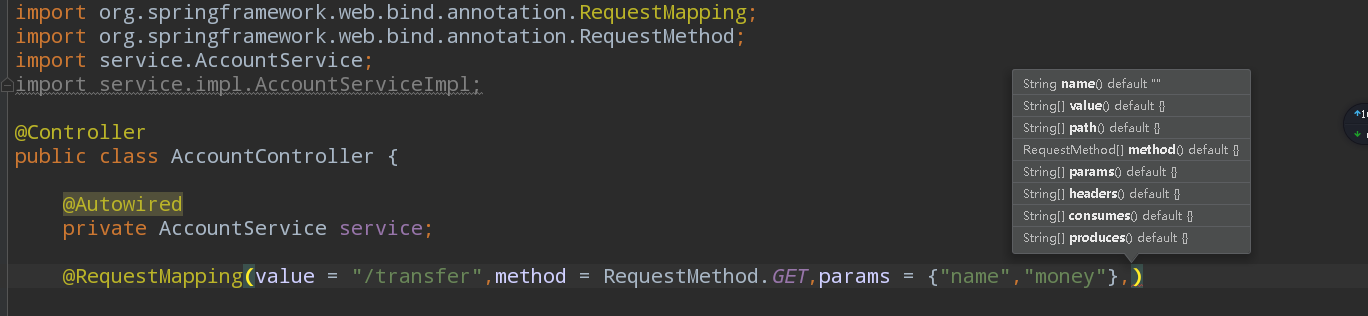 import org.springframework.web.bind.annotation.RequestMapping;
import org.springframework.web.bind.annotation.RequestMethod;
import service.AccountService;
import service.impl.AccountServiceImpl;
@Controller
public class AccountController {
@Autowired
private AccountService service;
String name() default ""
String[] value() default {}
String[] path() default {}
RequestMethod[] method() default {}
String[] params() default {}
String[] headers() default {}
String[] consumes() default {}
String[] produces() default {}
@RequestMapping(value = "/transfer",method = RequestMethod.GET,params = {"name","money"},)